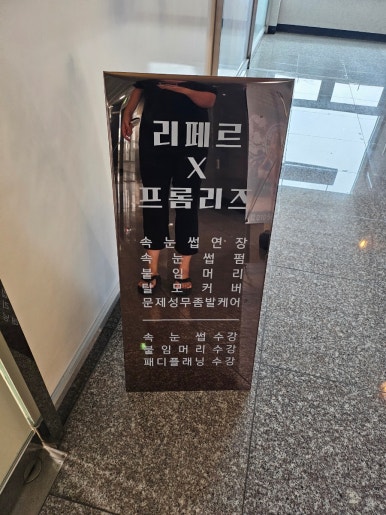 리페르
X
프롬리즈
속눈썹연장
속눈썹펌
붙임머리
탈모커버
문제성무좀발케어
속눈썹수강
붙임머리수강
패디플래닝 수강